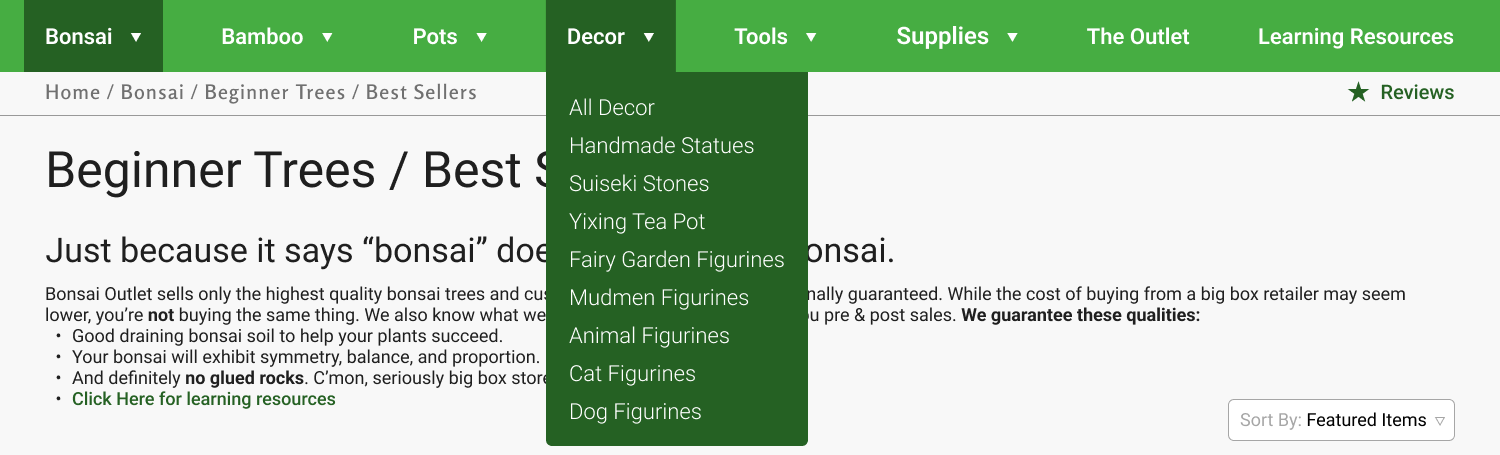 Bonsai ▼ Bamboo ▼ Pots ▼ Decor ▼ Tools ▼ Supplies ▼ The Outlet Learning Resources
Home / Bonsai / Beginner Trees / Best Sellers
★ Reviews
All Decor
Handmade Statues
Suiseki Stones
Yixing Tea Pot
Fairy Garden Figurines
Mudmen Figurines
Animal Figurines
Cat Figurines
Dog Figurines
Beginner Trees / Best
Just because it says “bonsai” doe onsai.
Bonsai Outlet sells only the highest quality bonsai trees and cus nally guaranteed. While the cost of buying from a big box retailer may seem
lower, you’re not buying the same thing. We also know what we u pre & post sales. We guarantee these qualities:
• Good draining bonsai soil to help your plants succeed.
• Your bonsai will exhibit symmetry, balance, and proportion.
• And definitely no glued rocks. C’mon, seriously big box store
• Click Here for learning resources
Sort By: Featured Items ▽